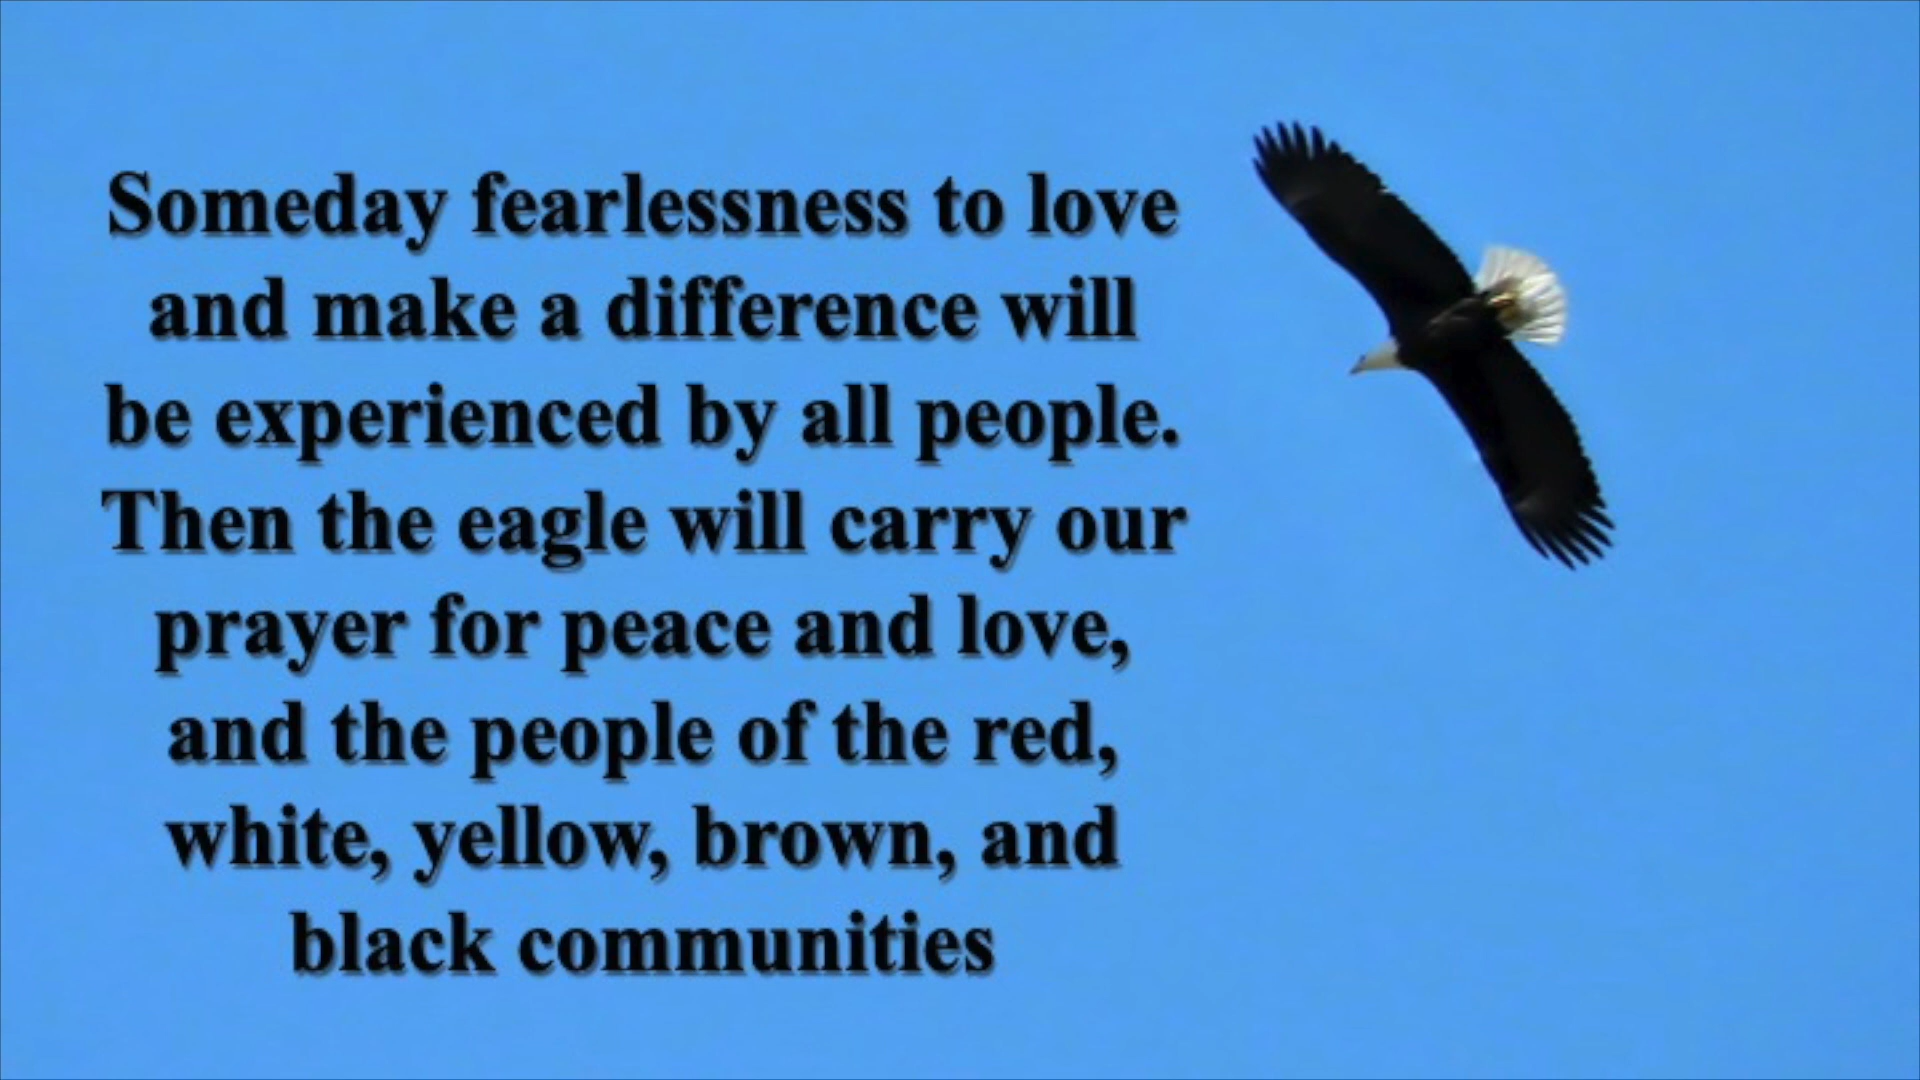 Someday fearlessness to love
and make a difference will
be experienced by all people.
Then the eagle will carry our
prayer for peace and love,
and the people of the red,
white, yellow, brown, and
black communities